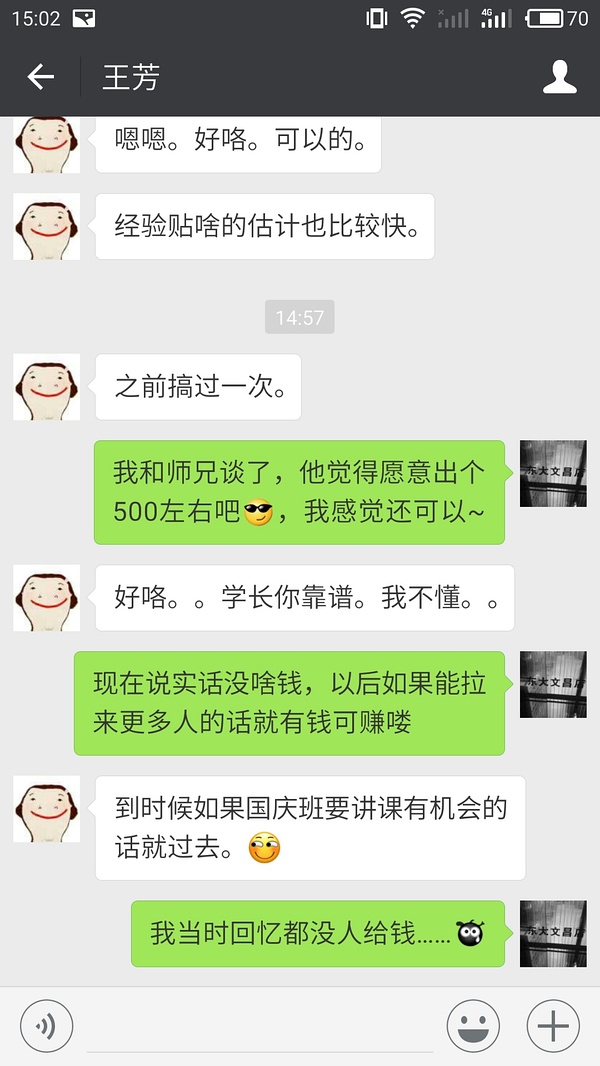 15:02
4G
70
王芳
嗯嗯。好咯。可以的。
经验贴啥的估计也比较快。
14:57
之前搞过一次。
我和师兄谈了，他觉得愿意出个
500左右吧😎，我感觉还可以~
好咯。。学长你靠谱。我不懂。。
现在说实话没啥钱，以后如果能拉
来更多人的话就有钱可赚喽
到时候如果国庆班要讲课有机会的
话就过去。
我当时回忆都没人给钱……
东大文昌